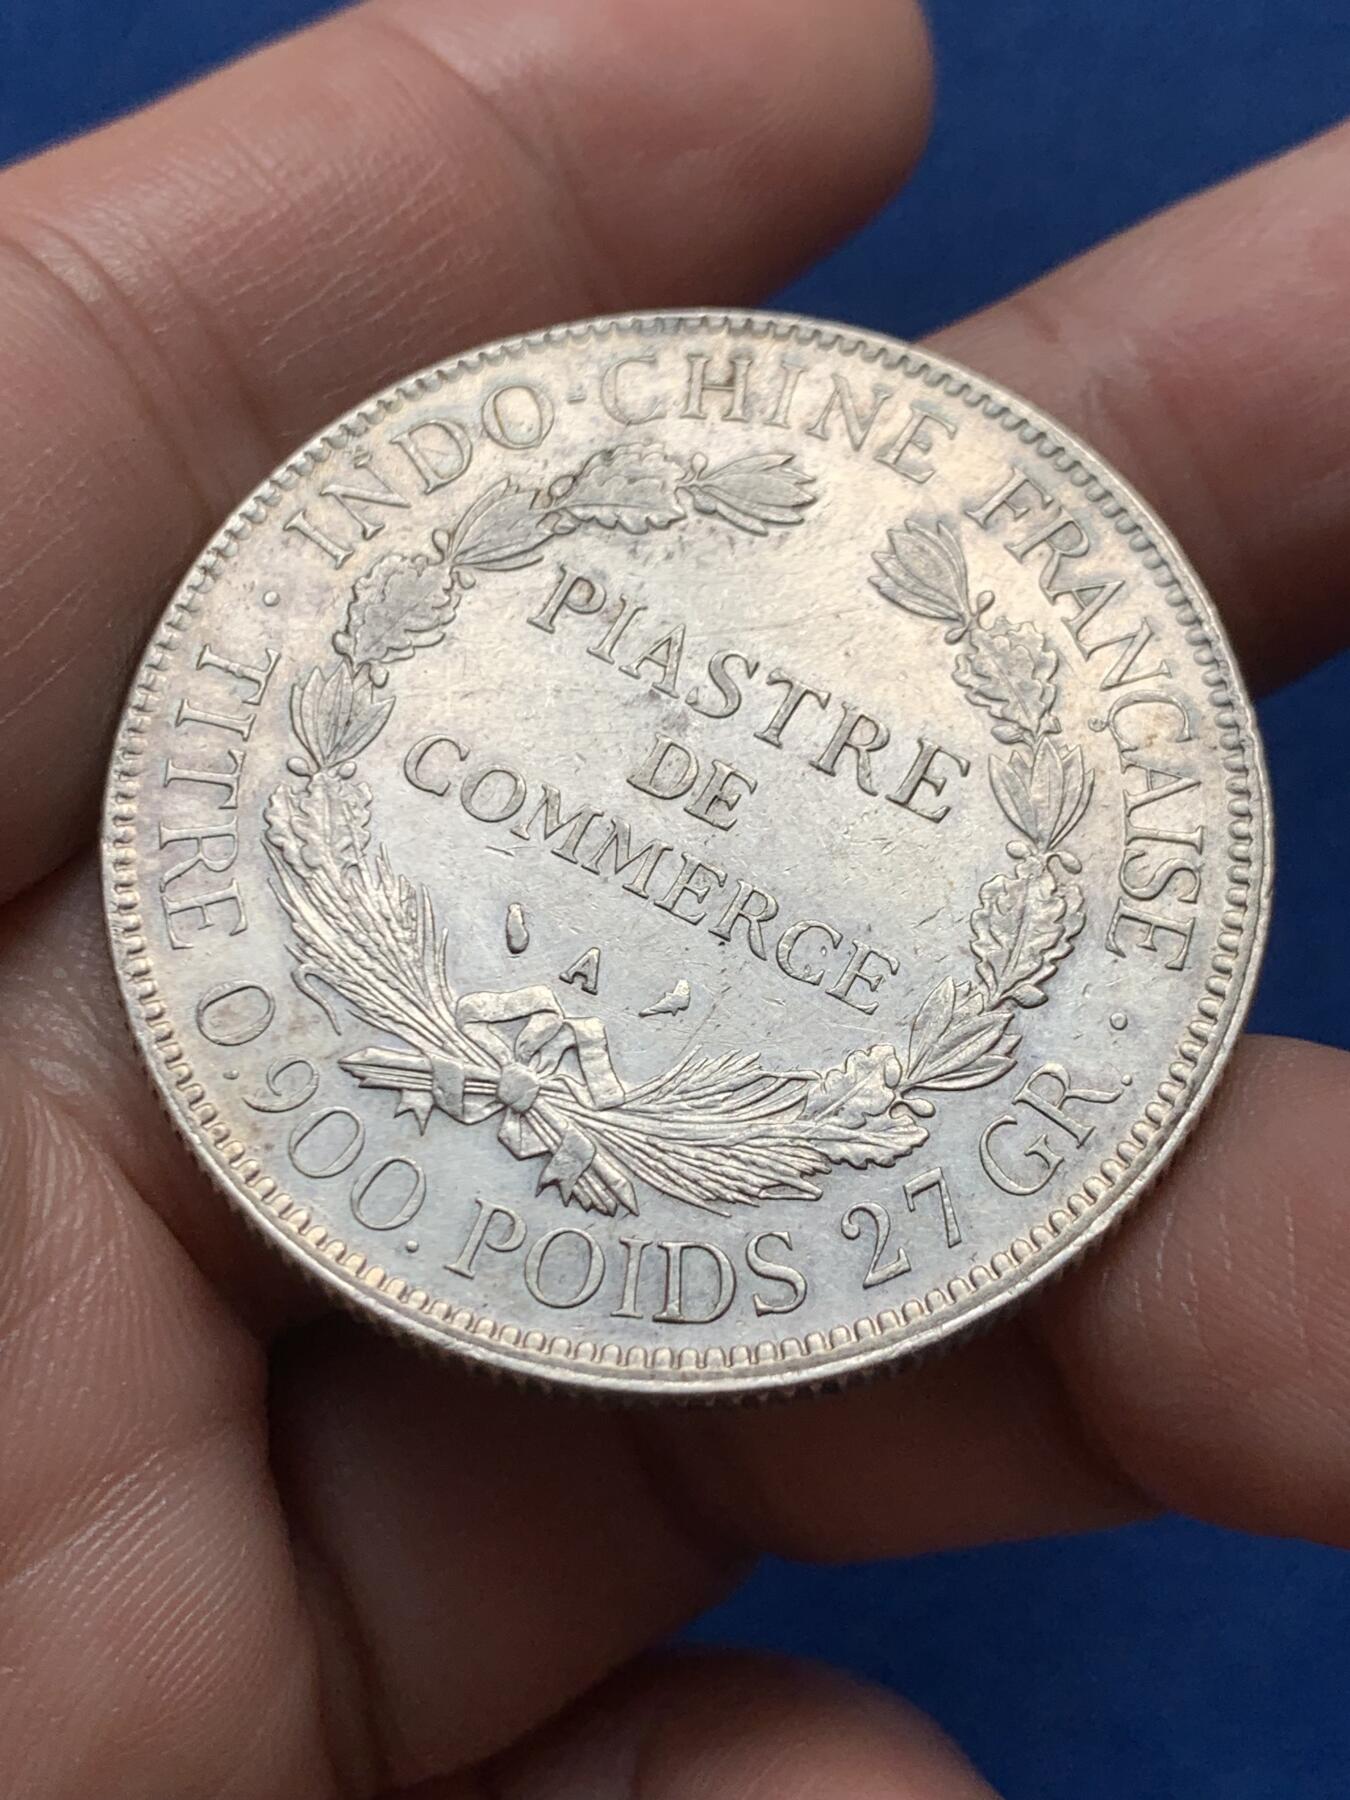 INDO-CHINE FRANÇAISE
PIASTRE
DE
COMMERCE
A
TITRE 0,900. POIDS 27 GR.